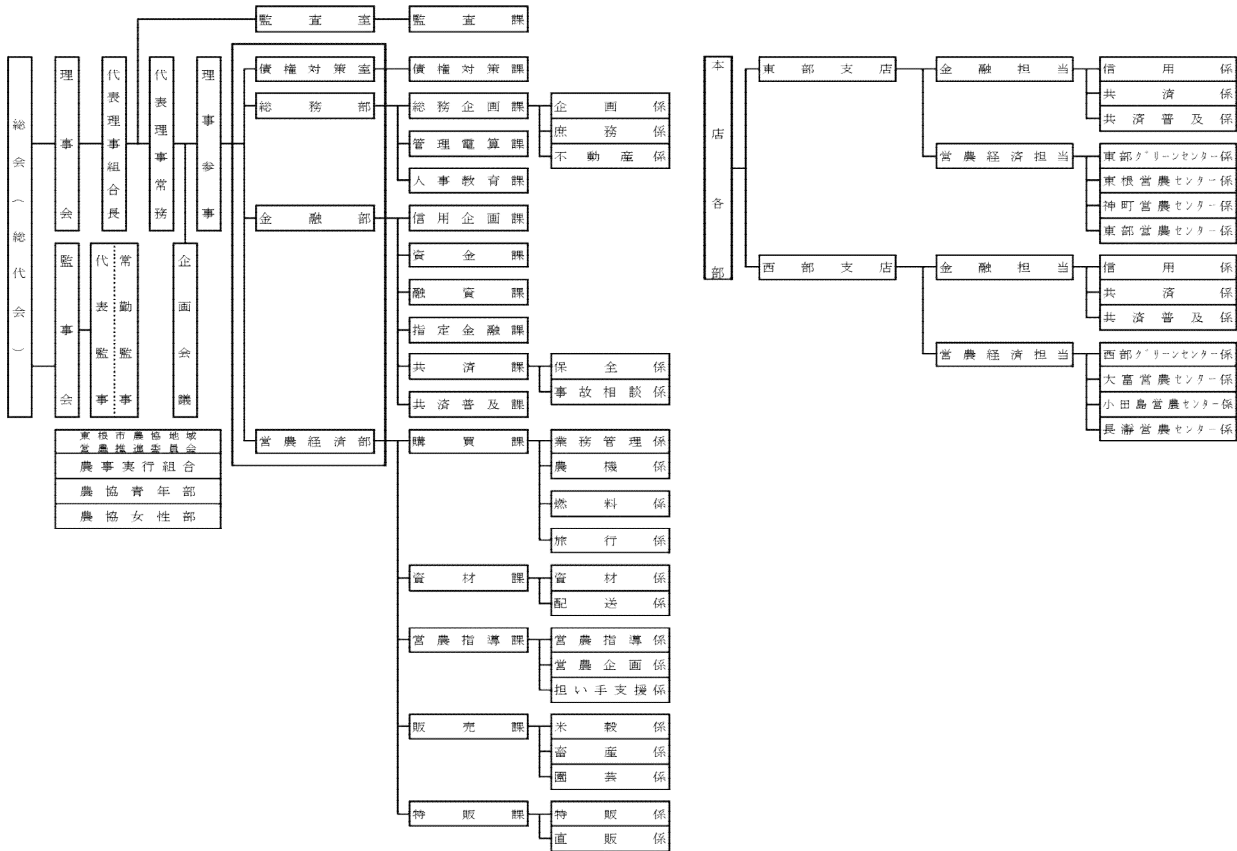 監査室
監査課
総会（総代会）
理事会
代表理事組合長
代表理事常務
理事参事
監事会
代表監事
常勤監事
企画会議
東根市農協地域
営農推進委員会
農事実行組合
農協青年部
農協女性部
債権対策室
債権対策課
総務部
総務企画課
企画係
庶務係
不動産係
管理電算課
人事教育課
金融部
信用企画課
資金課
融資課
指定金融課
共済課
保全係
事故相談係
共済普及課
営農経済部
購買課
業務管理係
農機係
燃料係
旅行係
資材課
資材係
配送係
営農指導課
営農指導係
営農企画係
担い手支援係
販売課
米穀係
畜産係
園芸係
特販課
特販係
直販係
本店各部
東部支店
金融担当
信用係
共済係
共済普及係
営農経済担当
東部グリーンセンター係
東根営農センター係
神町営農センター係
東部営農センター係
西部支店
金融担当
信用係
共済係
共済普及係
営農経済担当
西部グリーンセンター係
大富営農センター係
小田島営農センター係
長瀞営農センター係